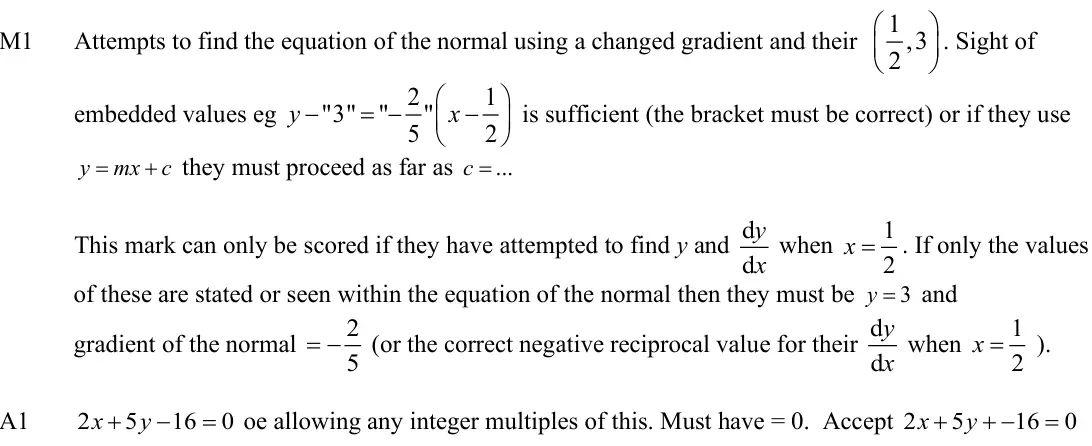 M1 Attempts to find the equation of the normal using a changed gradient and their (1/2, 3). Sight of
embedded values eg y − "3" = "− 2/5" (x − 1/2) is sufficient (the bracket must be correct) or if they use
y = mx + c they must proceed as far as c = ...
This mark can only be scored if they have attempted to find y and dy/dx when x = 1/2. If only the values
of these are stated or seen within the equation of the normal then they must be y = 3 and
gradient of the normal = − 2/5 (or the correct negative reciprocal value for their dy/dx when x = 1/2 ).
A1 2x + 5y − 16 = 0 oe allowing any integer multiples of this. Must have = 0. Accept 2x + 5y + −16 = 0